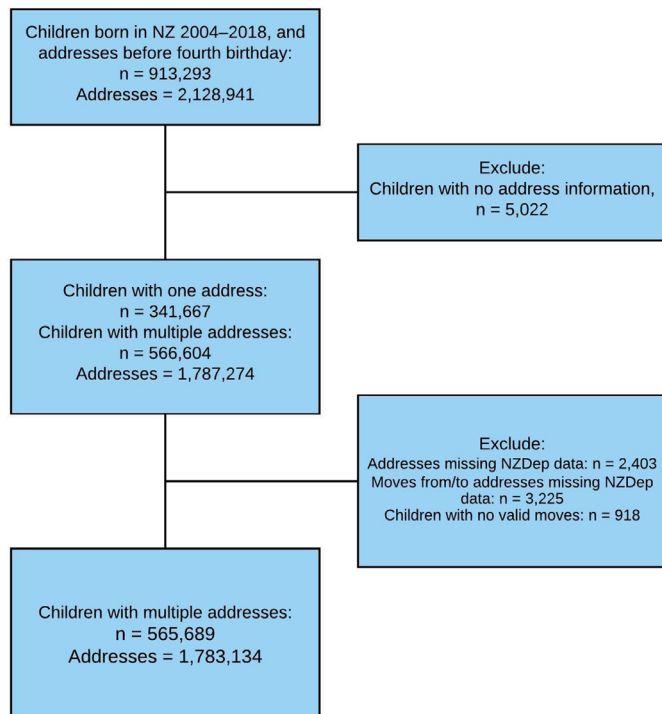 Children born in NZ 2004–2018, and
addresses before fourth birthday:
n = 913,293
Addresses = 2,128,941
Exclude:
Children with no address information,
n = 5,022
Children with one address:
n = 341,667
Children with multiple addresses:
n = 566,604
Addresses = 1,787,274
Exclude:
Addresses missing NZDep data: n = 2,403
Moves from/to addresses missing NZDep
data: n = 3,225
Children with no valid moves: n = 918
Children with multiple addresses:
n = 565,689
Addresses = 1,783,134